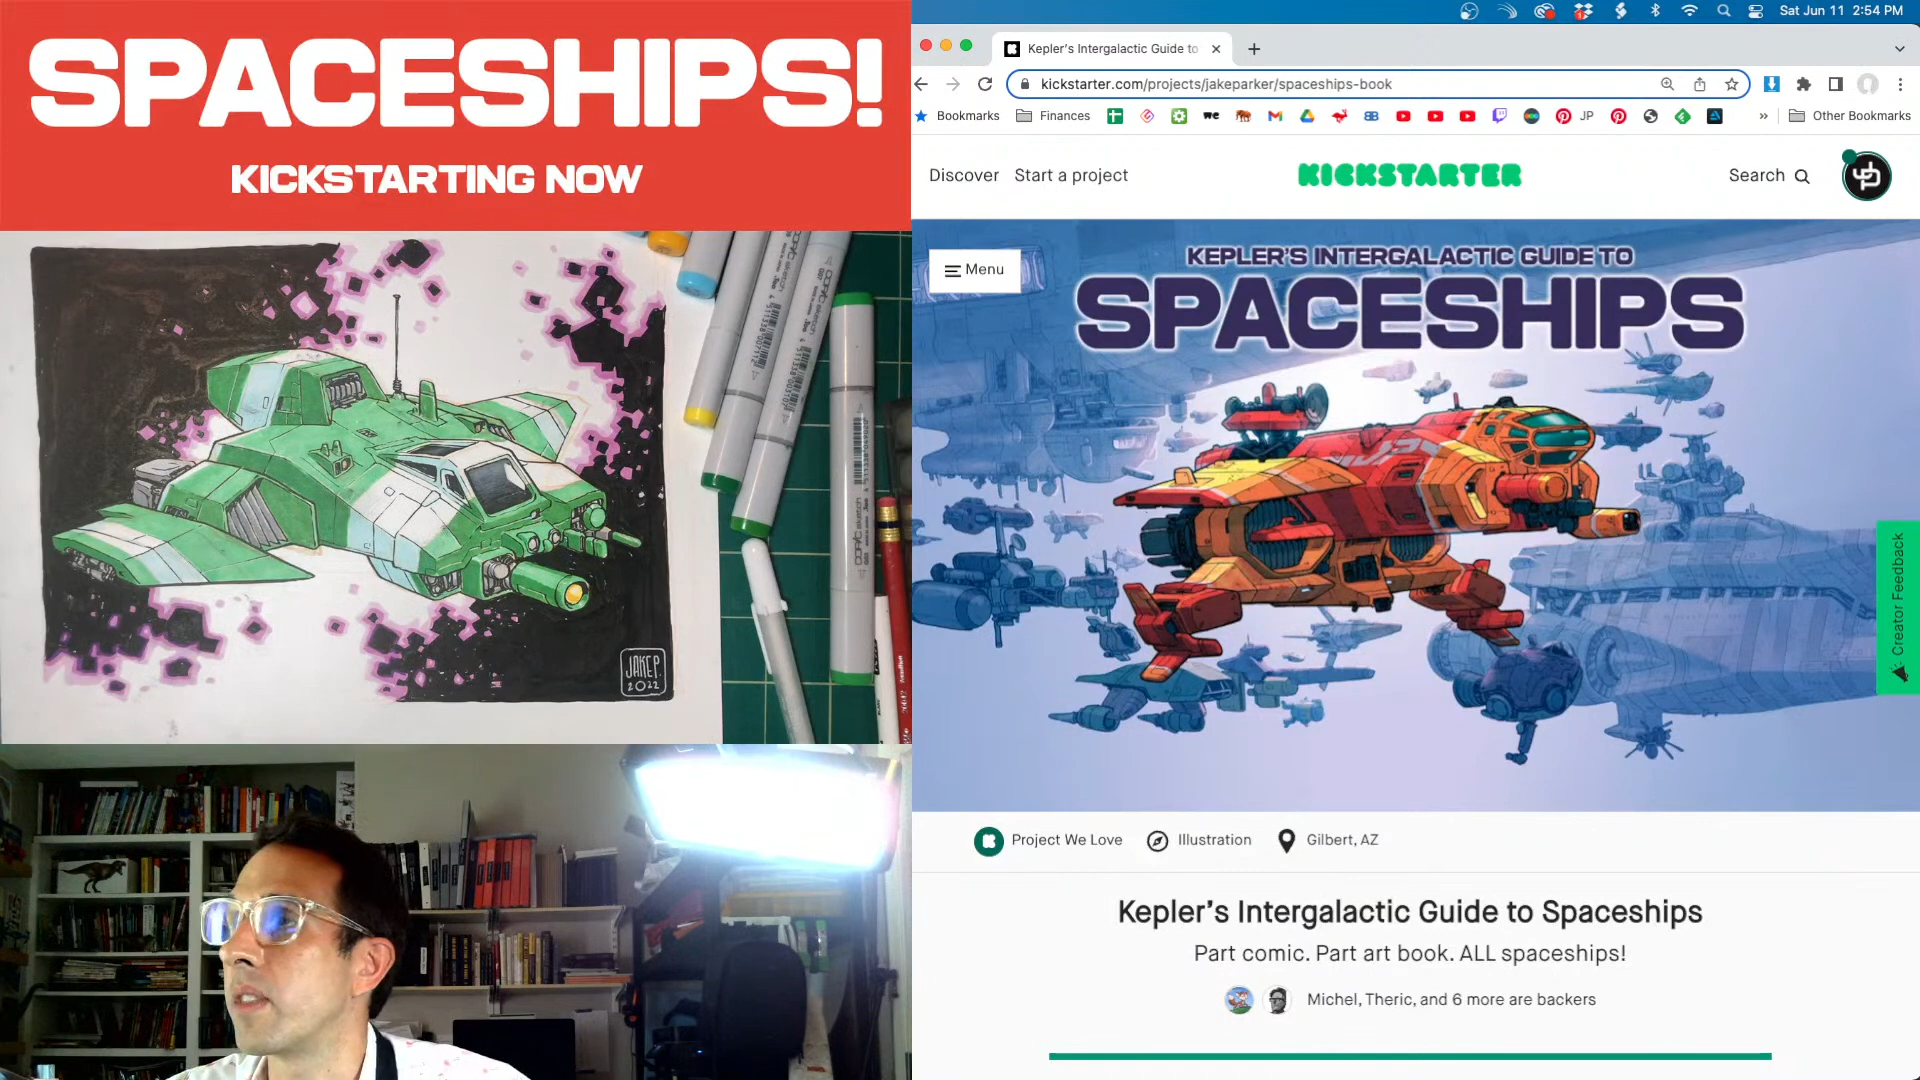 SPACESHIPS!
KICKSTARTING NOW
JAKE P.
2022
Sat Jun 11 2:54 PM
Kepler's Intergalactic Guide to
kickstarter.com/projects/jakeparker/spaceships-book
Bookmarks
Finances
JP
Other Bookmarks
Discover
Start a project
KICKSTARTER
Search
Menu
KEPLER'S INTERGALACTIC GUIDE TO
SPACESHIPS
Creator Feedback
Project We Love
Illustration
Gilbert, AZ
Kepler's Intergalactic Guide to Spaceships
Part comic. Part art book. ALL spaceships!
Michel, Theric, and 6 more are backers